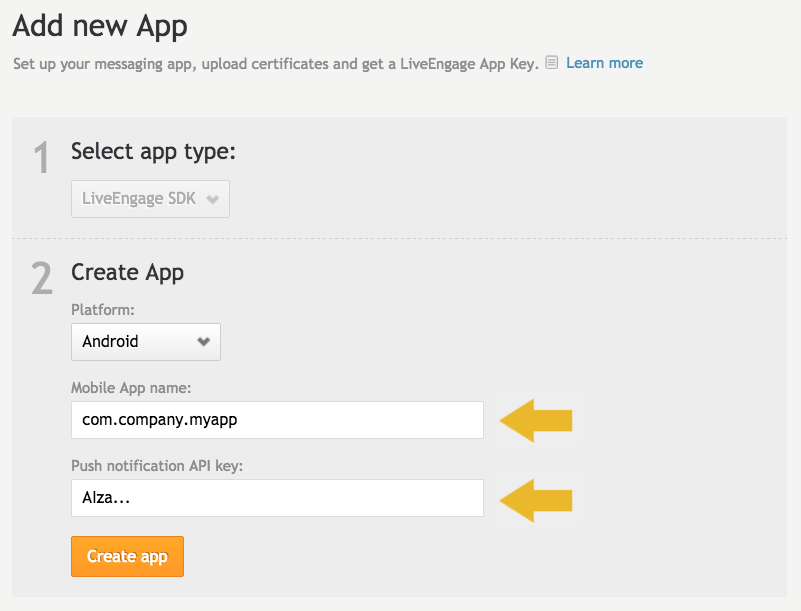 Add new App
Set up your messaging app, upload certificates and get a LiveEngage App Key. Learn more
1 Select app type:
LiveEngage SDK
2 Create App
Platform:
Android
Mobile App name:
com.company.myapp
Push notification API key:
AIza...
Create app